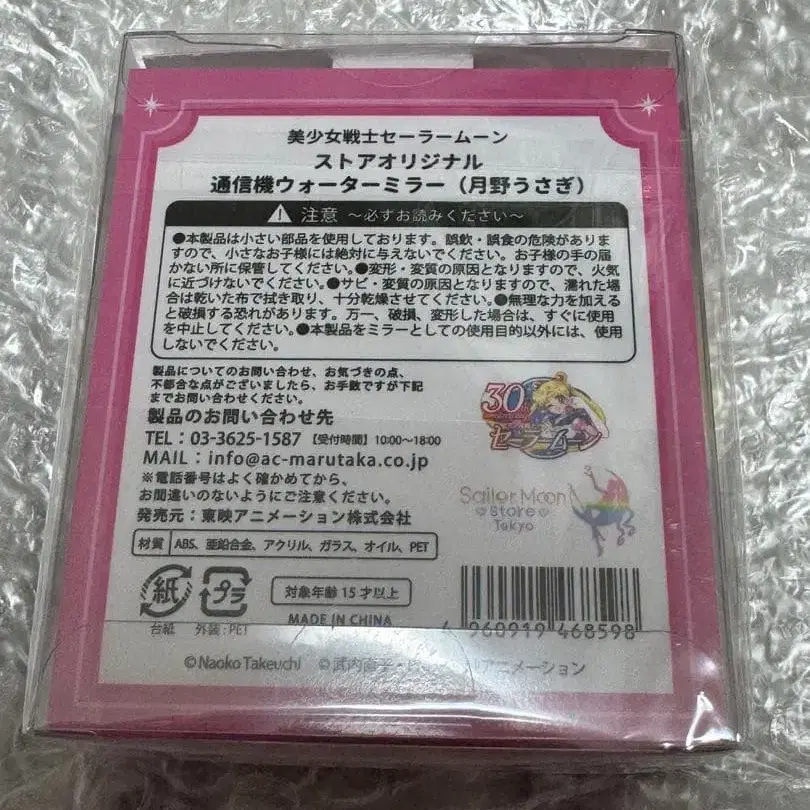 美少女戦士セーラームーン
ストアオリジナル
通信機ウォーターミラー（月野うさぎ）
注意 ～必ずお読みください～
●本製品は小さい部品を使用しております。誤飲・誤食の危険がありま
すので、小さなお子様には絶対に与えないでください。お子様の手の届
かない所に保管してください。●変形・変質の原因となりますので、火気
に近づけないでください。●サビ・変質の原因となりますので、濡れた場
合は乾いた布で拭き取り、十分乾燥させてください。●無理な力を加える
と破損する恐れがあります。万一、破損、変形した場合は、すぐに使用
を中止してください。●本製品をミラーとしての使用目的以外には、使用
しないでください。
製品についてのお問い合わせ、お気づきの点、
不都合な点がございましたら、お手数ですが下記
までお問い合わせください。
製品のお問い合わせ先
TEL：03-3625-1587 【受付時間】10:00～18:00
MAIL：info@ac-marutaka.co.jp
※電話番号はよく確かめてから、
お間違いのないようにご注意ください。
発売元：東映アニメーション株式会社
30
セーラームーン
Sailor Moon
Store
Tokyo
材質 ABS、亜鉛合金、アクリル、ガラス、オイル、PET
紙
プラ
台紙
外装：PET
対象年齢15才以上
MADE IN CHINA
4 960919 468598
©Naoko Takeuchi ©武内直子・アニメーション